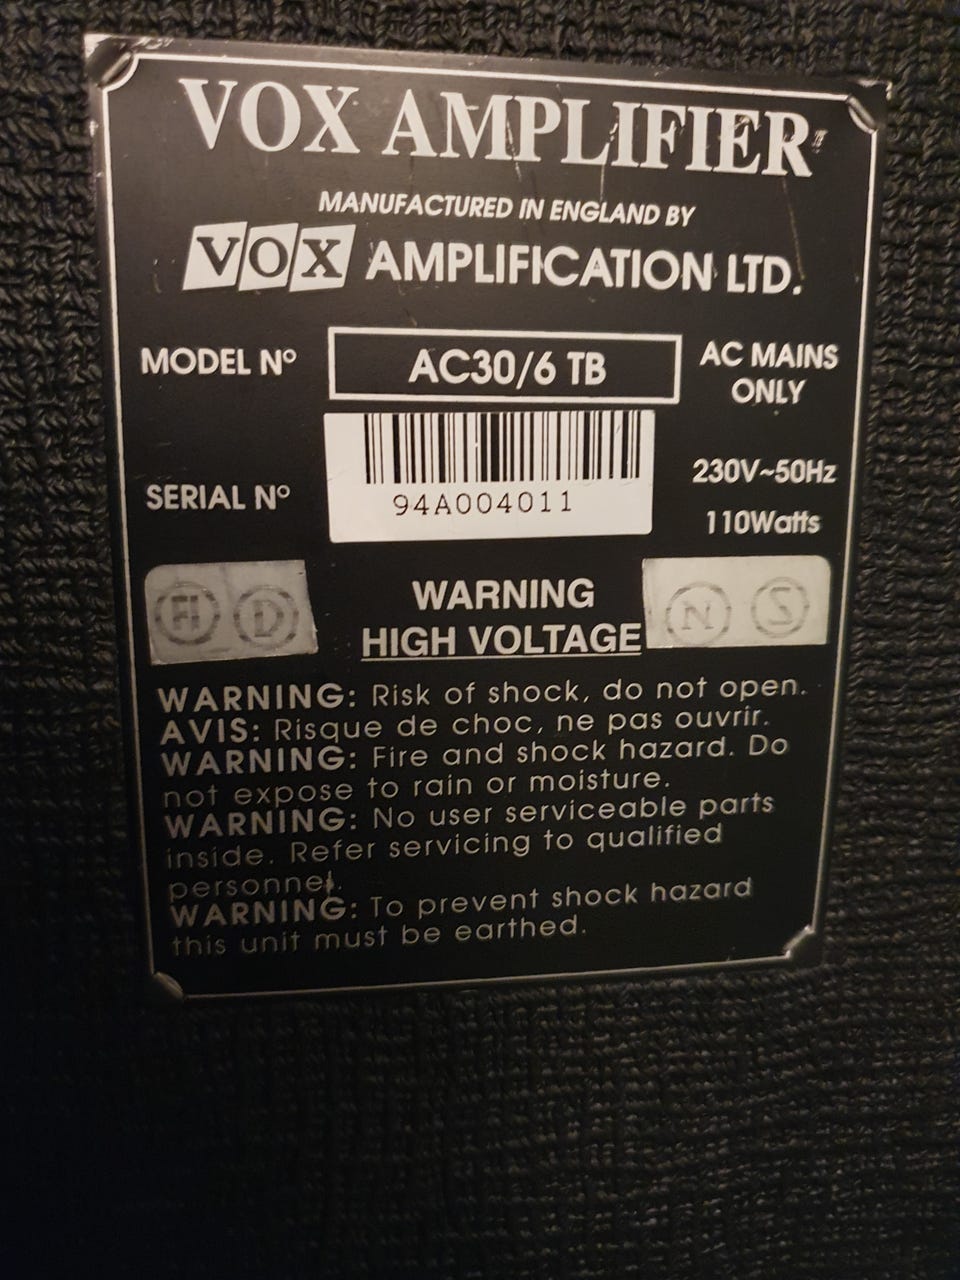 VOX AMPLIFIER
MANUFACTURED IN ENGLAND BY
VOX AMPLIFICATION LTD.
MODEL Nº AC30/6 TB AC MAINS
ONLY
230V~50Hz
SERIAL Nº 94A004011
110Watts
FI D N S
WARNING
HIGH VOLTAGE
WARNING: Risk of shock, do not open.
AVIS: Risque de choc, ne pas ouvrir.
WARNING: Fire and shock hazard. Do
not expose to rain or moisture.
WARNING: No user serviceable parts
inside. Refer servicing to qualified
personnel.
WARNING: To prevent shock hazard
this unit must be earthed.